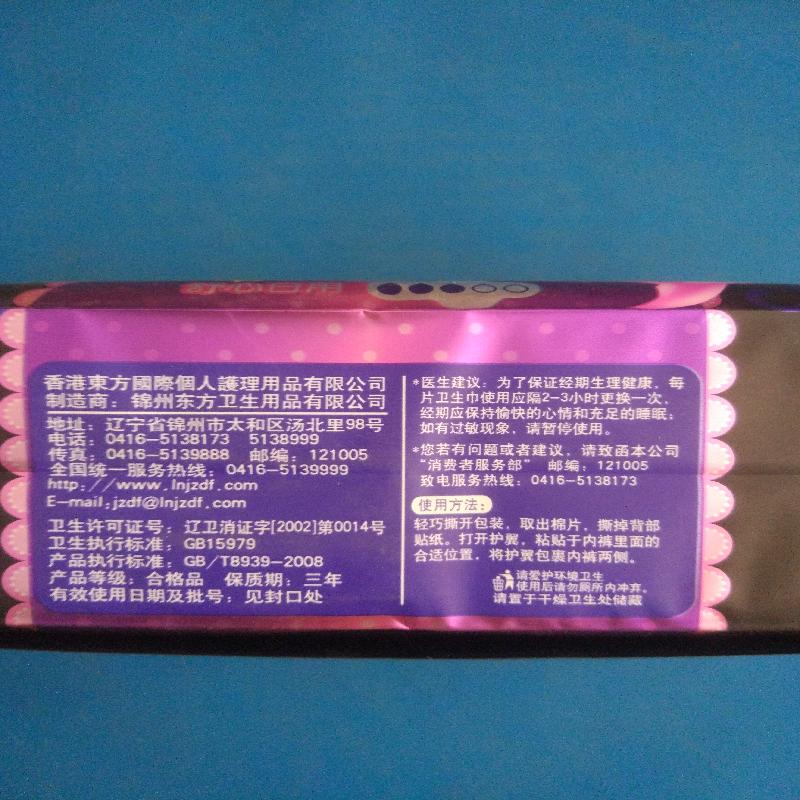 日用
香港東方國際個人護理用品有限公司
制造商：锦州东方卫生用品有限公司
地址：辽宁省锦州市太和区汤北里98号
电话：0416-5138173 5138999
传真：0416-5139888 邮编：121005
全国统一服务热线：0416-5139999
http://www.lnjzdf.com
E-mail:jzdf@lnjzdf.com
卫生许可证号：辽卫消证字[2002]第0014号
卫生执行标准：GB15979
产品执行标准：GB/T8939-2008
产品等级：合格品 保质期：三年
有效使用日期及批号：见封口处
*医生建议：为了保证经期生理健康，每
片卫生巾使用应隔2-3小时更换一次，
经期应保持愉快的心情和充足的睡眠；
如有过敏现象，请暂停使用。
*您若有问题或者建议，请致函本公司
“消费者服务部” 邮编：121005
致电服务热线：0416-5138173
使用方法：
轻巧撕开包装，取出棉片，撕掉背部
贴纸。打开护翼，粘贴于内裤里面的
合适位置，将护翼包裹内裤两侧。
请爱护环境卫生
使用后请勿厕所内冲弃。
请置于干燥卫生处储藏